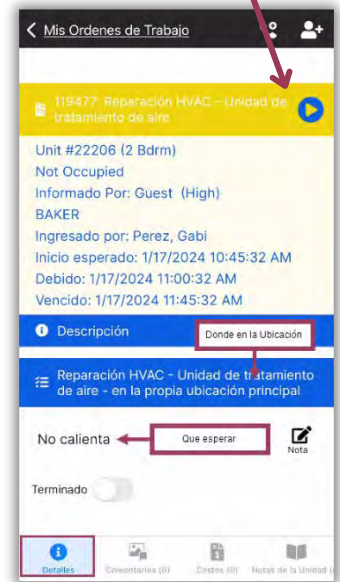 Mis Ordenes de Trabajo
119477: Reparación HVAC - Unidad de
tratamiento de aire
Unit #22206 (2 Bdrm)
Not Occupied
Informado Por: Guest (High)
BAKER
Ingresado por: Perez, Gabi
Inicio esperado: 1/17/2024 10:45:32 AM
Debido: 1/17/2024 11:00:32 AM
Vencido: 1/17/2024 11:45:32 AM
Descripción
Donde en la Ubicación
Reparación HVAC - Unidad de tratamiento
de aire - en la propia ubicación principal
No calienta
Que esperar
Nota
Terminado
Detalles
Comentarios (0)
Costos (0)
Notas de la Unidad